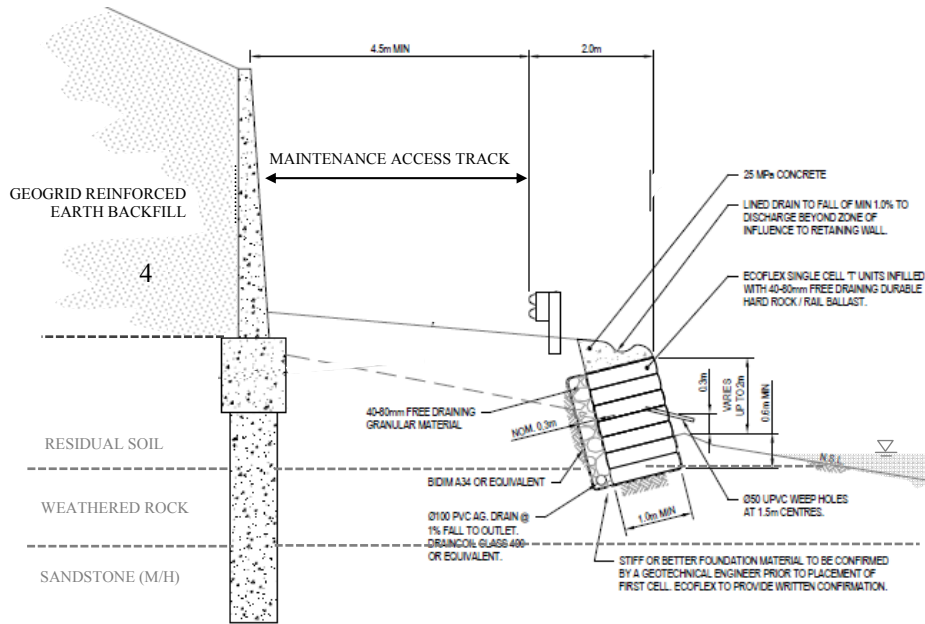 4.5m MIN
2.0m
MAINTENANCE ACCESS TRACK
GEOGRID REINFORCED
EARTH BACKFILL
4
25 MPa CONCRETE
LINED DRAIN TO FALL OF MIN 1.0% TO
DISCHARGE BEYOND ZONE OF
INFLUENCE TO RETAINING WALL.
ECOFLEX SINGLE CELL 'T' UNITS INFILLED
WITH 40-80mm FREE DRAINING DURABLE
HARD ROCK / RAIL BALLAST.
0.3m
VARIES
UP TO 2m
0.6m MIN
40-80mm FREE DRAINING
GRANULAR MATERIAL
NOM. 0.3m
RESIDUAL SOIL
N.S.L
BIDIM A34 OR EQUIVALENT
WEATHERED ROCK
Ø50 UPVC WEEP HOLES
AT 1.5m CENTRES.
1.0m MIN
Ø100 PVC AG. DRAIN @
1% FALL TO OUTLET.
DRAINCOIL CLASS 400
OR EQUIVALENT.
SANDSTONE (M/H)
STIFF OR BETTER FOUNDATION MATERIAL TO BE CONFIRMED
BY A GEOTECHNICAL ENGINEER PRIOR TO PLACEMENT OF
FIRST CELL. ECOFLEX TO PROVIDE WRITTEN CONFIRMATION.